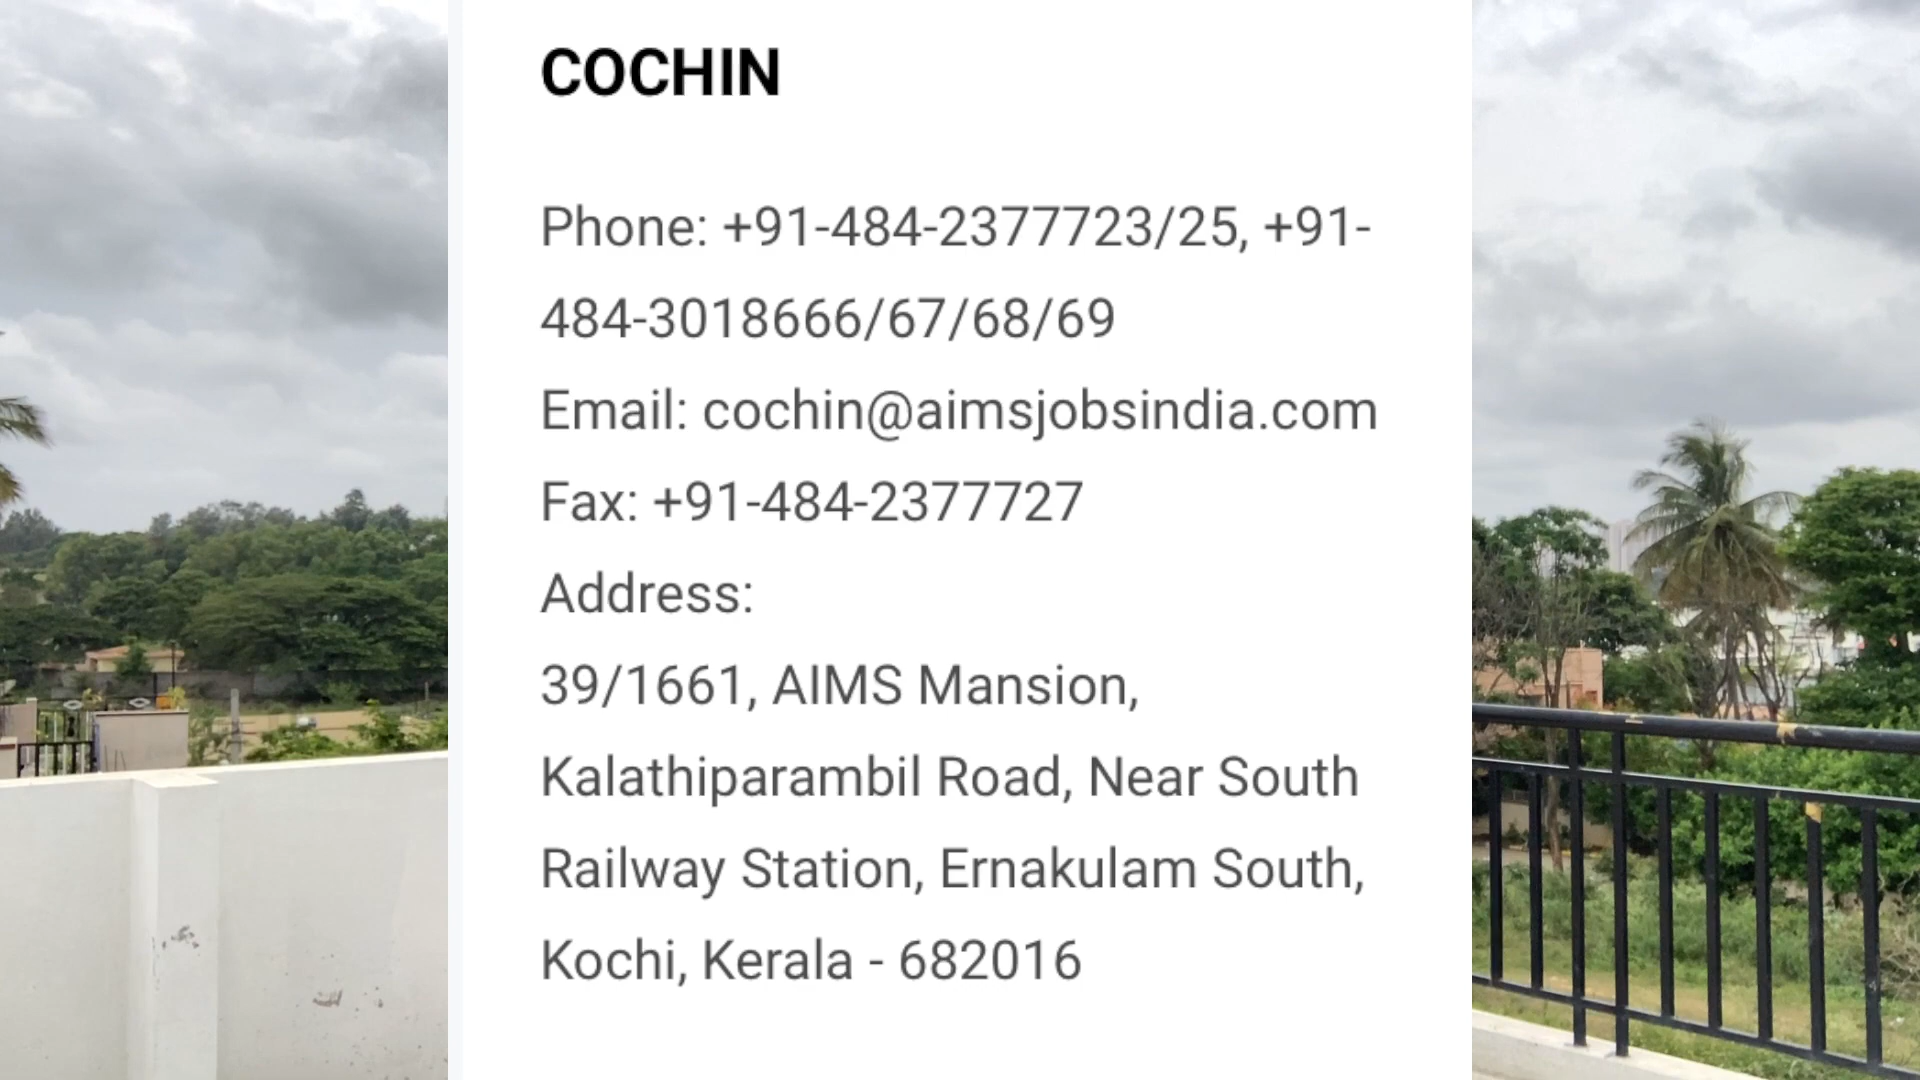 COCHIN
Phone: +91-484-2377723/25, +91-
484-3018666/67/68/69
Email: cochin@aimsjobsindia.com
Fax: +91-484-2377727
Address:
39/1661, AIMS Mansion,
Kalathiparambil Road, Near South
Railway Station, Ernakulam South,
Kochi, Kerala - 682016